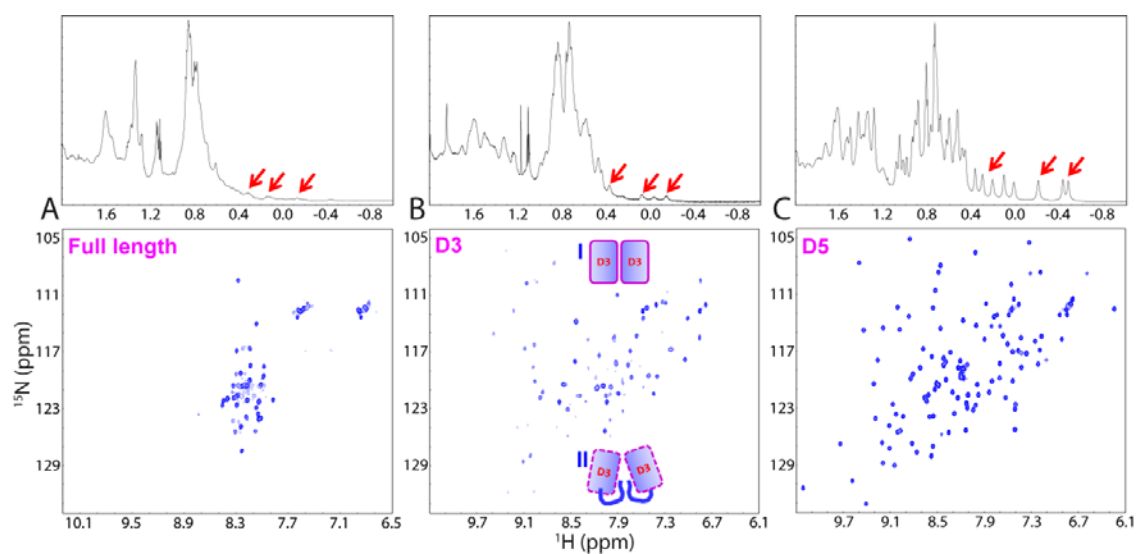 A
1.6 1.2 0.8 0.4 0.0 -0.4 -0.8
B
1.6 1.2 0.8 0.4 0.0 -0.4 -0.8
C
1.6 1.2 0.8 0.4 0.0 -0.4 -0.8
Full length
105
111
117
123
129
¹⁵N (ppm)
10.1 9.5 8.9 8.3 7.7 7.1 6.5
D3
105
111
117
123
129
I
D3 D3
II
D3 D3
9.7 9.1 8.5 7.9 7.3 6.7 6.1
D5
105
111
117
123
129
9.7 9.1 8.5 7.9 7.3 6.7 6.1
¹H (ppm)